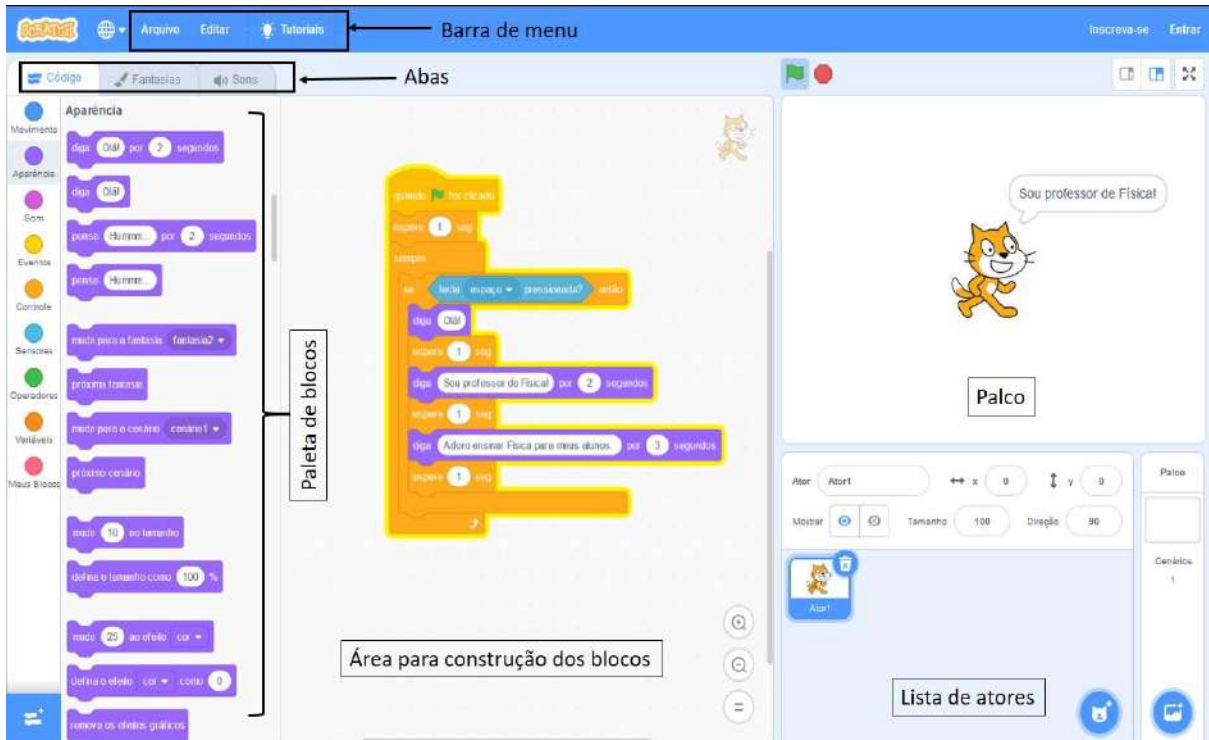 SCRATCH
Arquivo Editar Tutoriais
Barra de menu
Inscreva-se Entrar
Código Fantasias Sons
Abas
Movimento
Aparência
Som
Eventos
Controle
Sensores
Operadores
Variáveis
Meus Blocos
Aparência
diga Olá! por 2 segundos
diga Olá!
pense Hummm... por 2 segundos
pense Hummm...
mude para a fantasia fantasia2
próxima fantasia
mude para o cenário cenário1
próximo cenário
mude 10 no tamanho
defina o tamanho como 100 %
mude 25 ao efeito cor
defina o efeito cor como 0
remova os efeitos gráficos
Paleta de blocos
quando for clicado
espere 1 seg
sempre
se tecla espaço pressionada? então
diga Olá!
espere 1 seg
diga Sou professor de Física! por 2 segundos
espere 1 seg
diga Adoro ensinar Física para meus alunos. por 3 segundos
espere 1 seg
Área para construção dos blocos
Sou professor de Física!
Palco
Ator Ator1 x 0 y 0
Mostrar Tamanho 100 Direção 90
Ator1
Lista de atores
Palco
Cenários
1